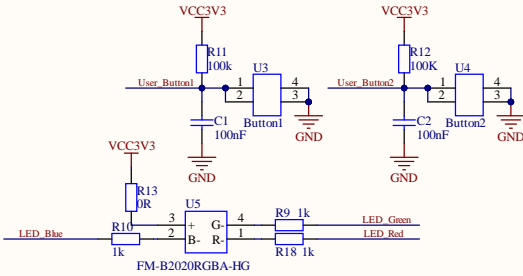 VCC3V3
VCC3V3
R11
100k
U3
R12
100K
U4
User_Button1
1
2
4
3
User_Button2
1
2
4
3
C1
100nF
Button1
GND
C2
100nF
Button2
GND
GND
GND
VCC3V3
R13
0R
U5
LED_Blue
R10
1k
3
2
+
B-
G-
R-
4
1
R9 1k
LED_Green
LED_Red
R18 1k
FM-B2020RGBA-HG